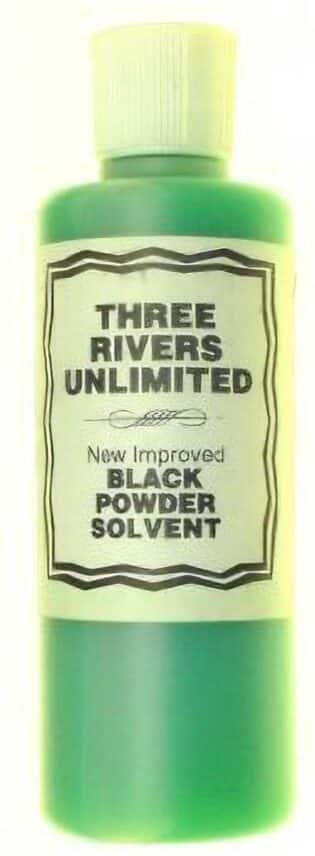 THREE
RIVERS
UNLIMITED
New Improved
BLACK
POWDER
SOLVENT